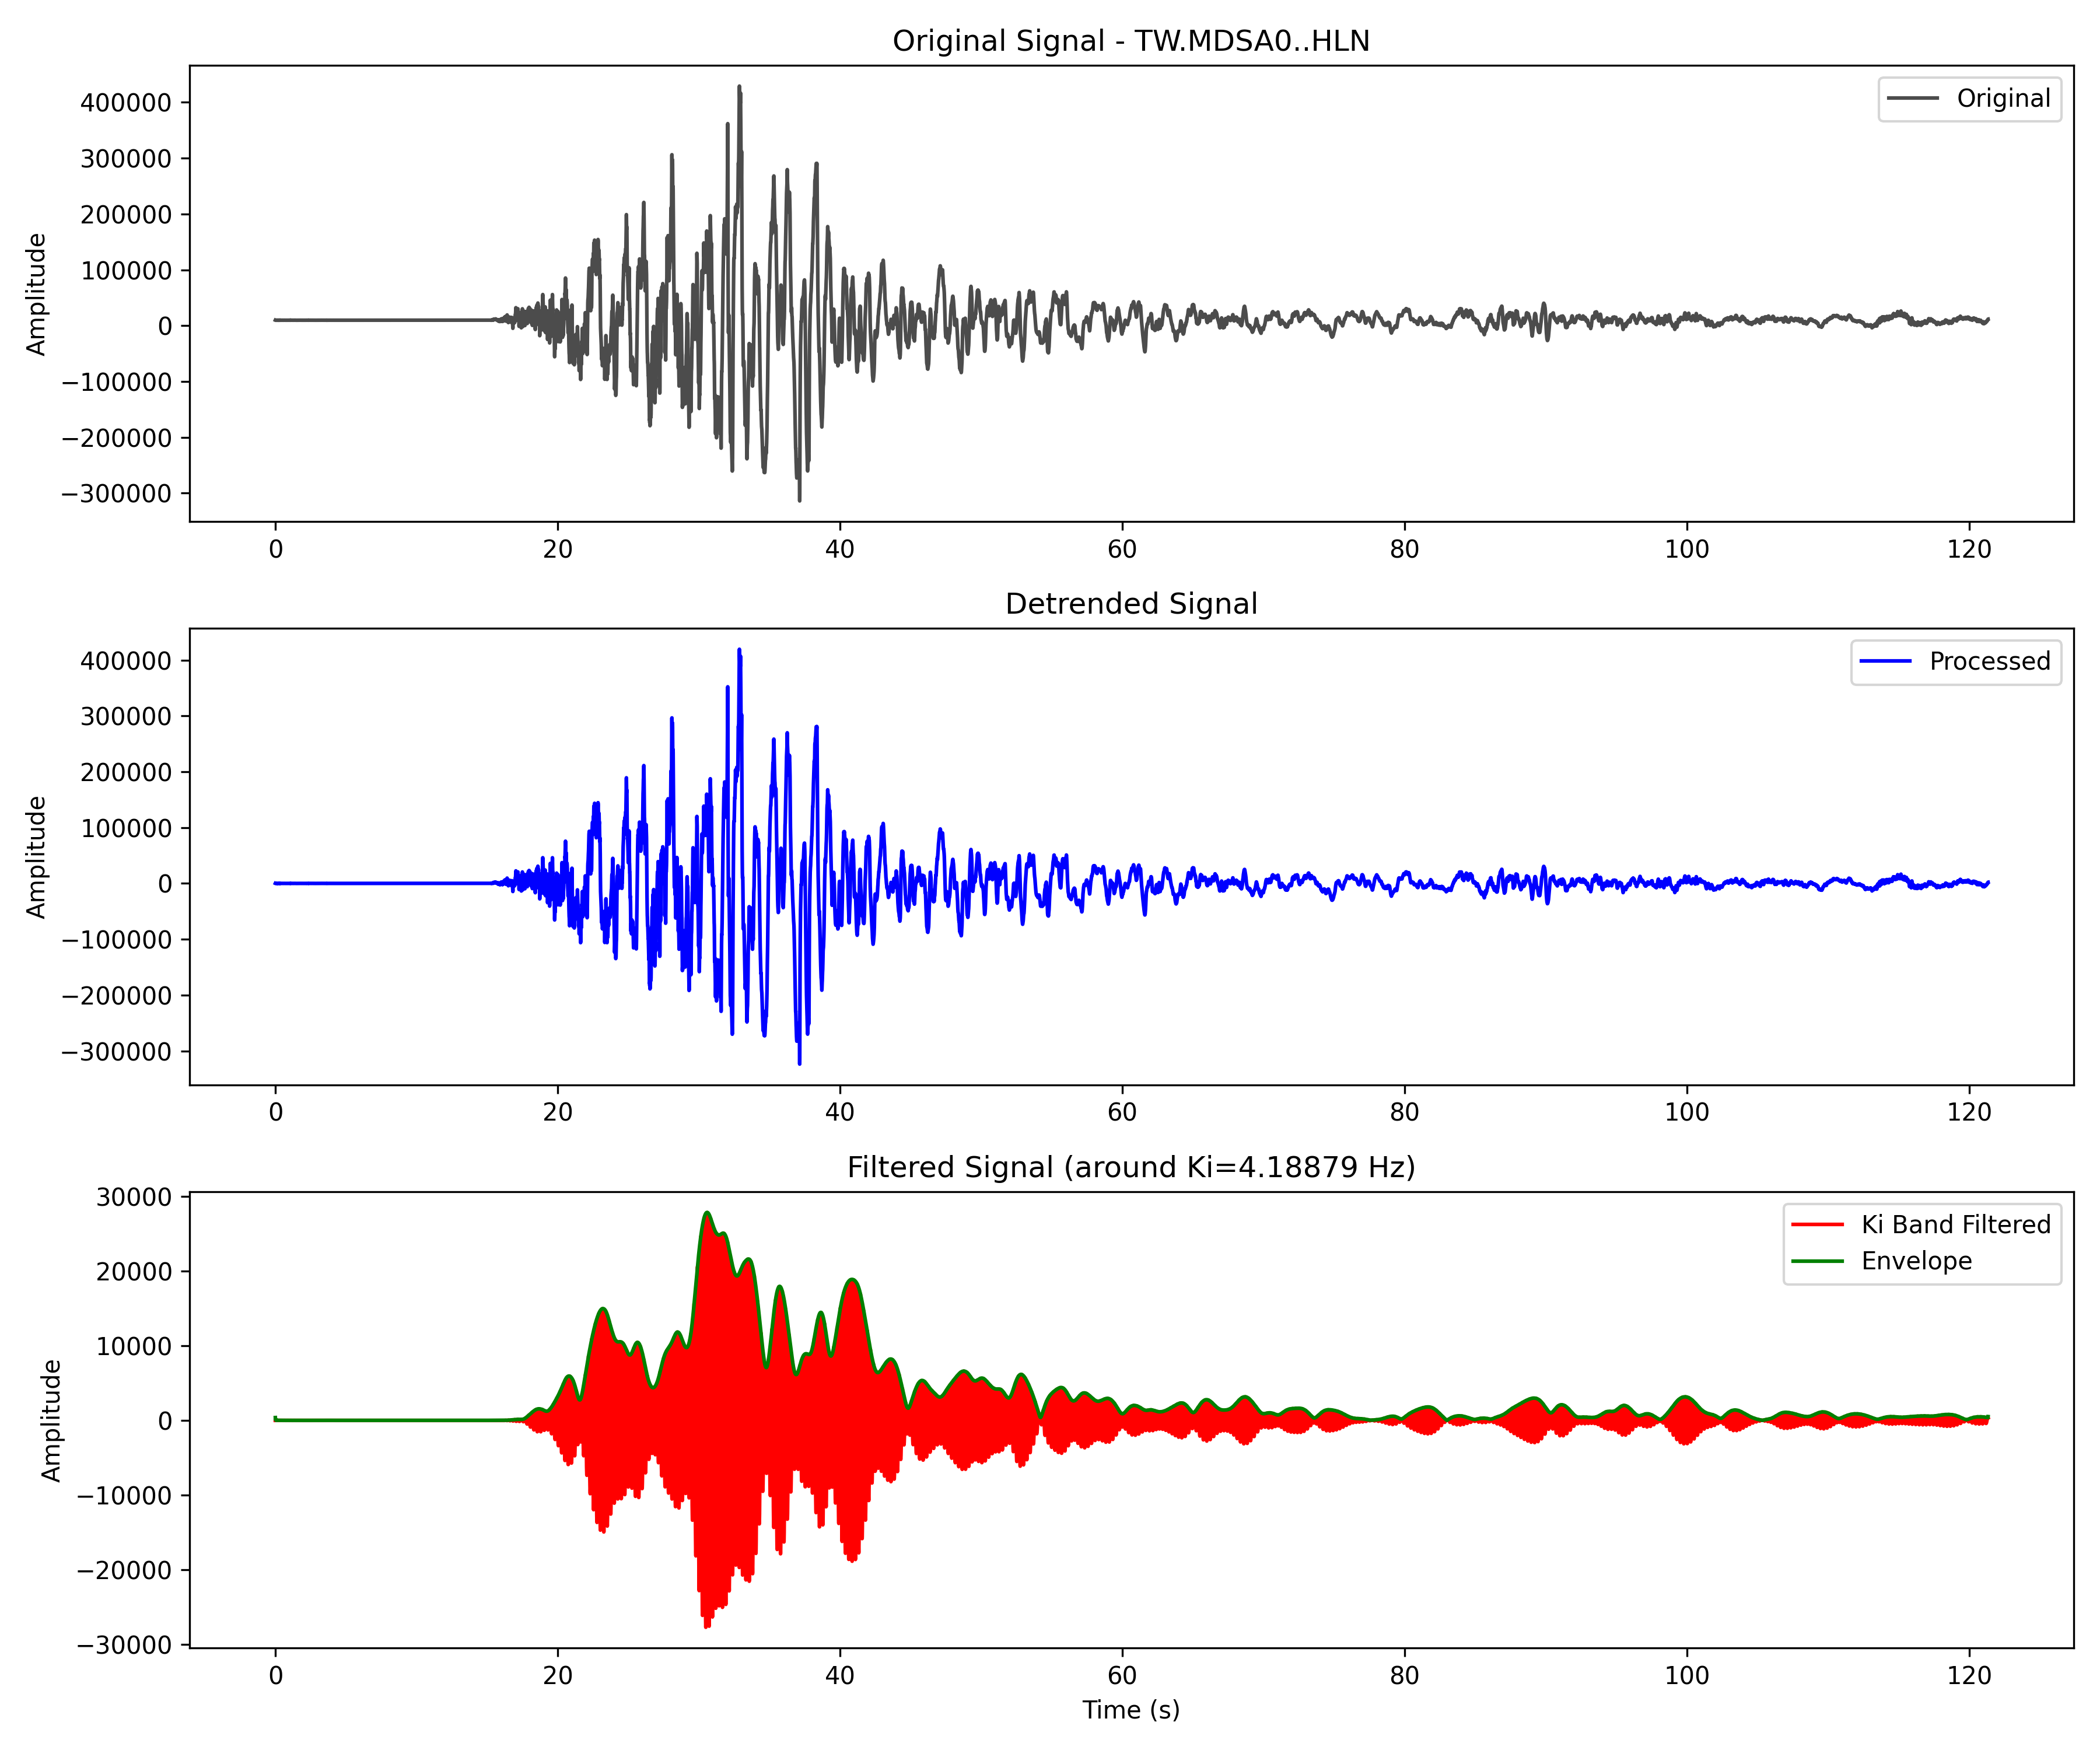 Original Signal - TW.MDSA0..HLN
Original
Amplitude
400000
300000
200000
100000
0
−100000
−200000
−300000
0 20 40 60 80 100 120
Detrended Signal
Processed
Amplitude
400000
300000
200000
100000
0
−100000
−200000
−300000
0 20 40 60 80 100 120
Filtered Signal (around Ki=4.18879 Hz)
Ki Band Filtered
Envelope
Amplitude
30000
20000
10000
0
−10000
−20000
−30000
0 20 40 60 80 100 120
Time (s)